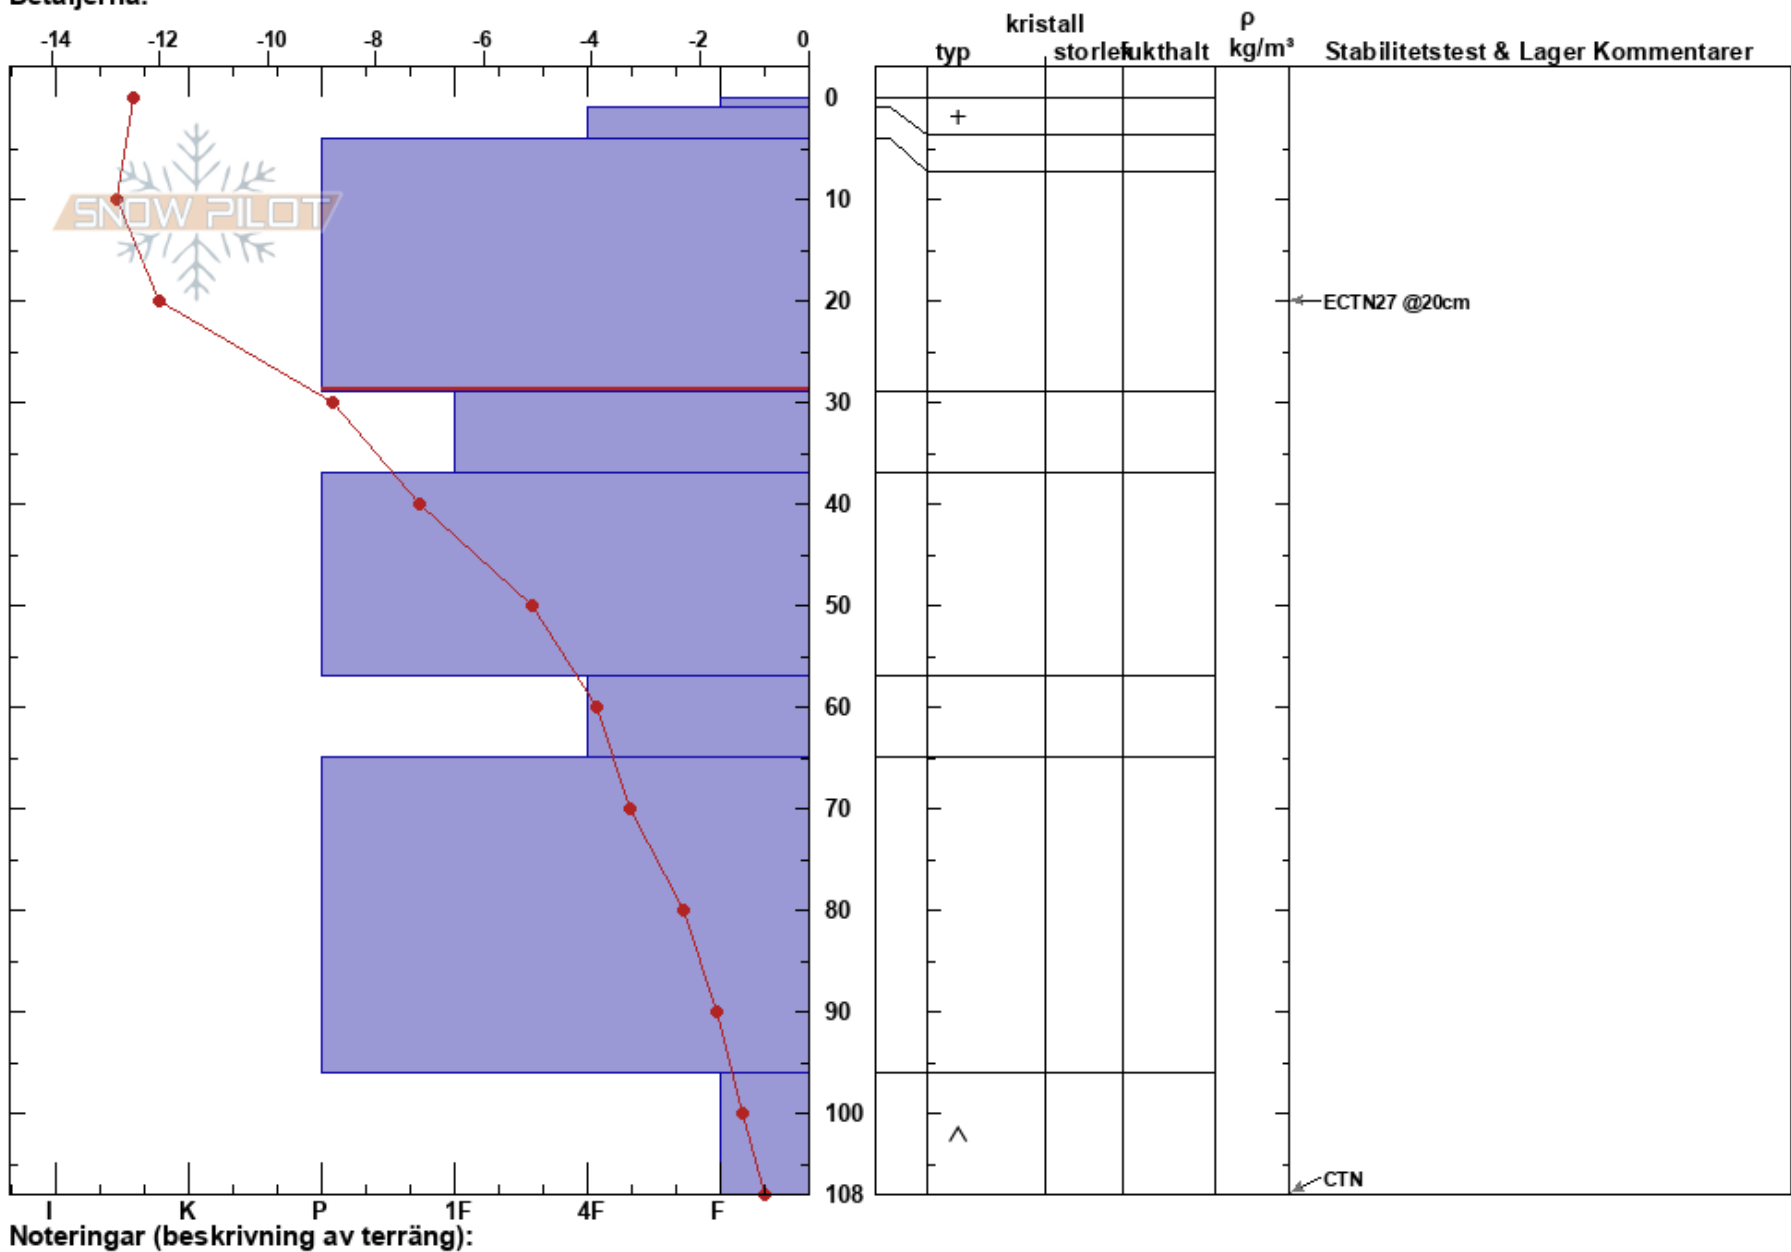 Detaljerna:
-14 -12 -10 -8 -6 -4 -2 0
kristall ρ
typ storlek fukthalt kg/m³ Stabilitetstest & Lager Kommentarer
0
+
10
SNOW PILOT
20 ECTN27 @20cm
30
40
50
60
70
80
90
100
^
108 CTN
I K P 1F 4F F
Noteringar (beskrivning av terräng):